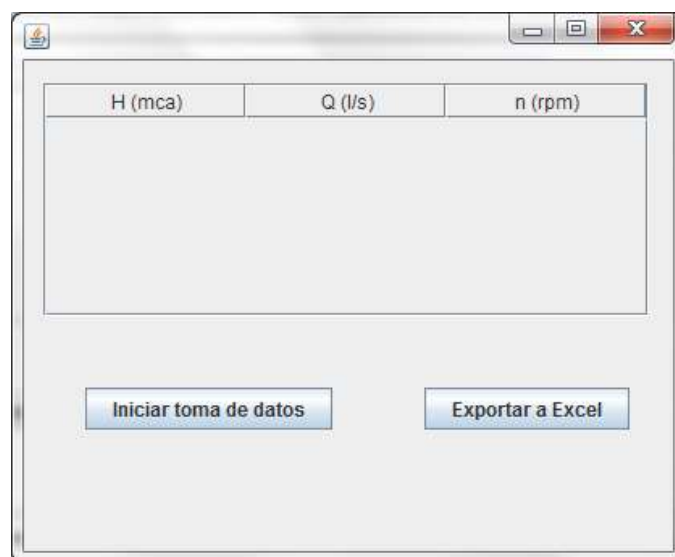 H (mca) Q (l/s) n (rpm)
Iniciar toma de datos Exportar a Excel